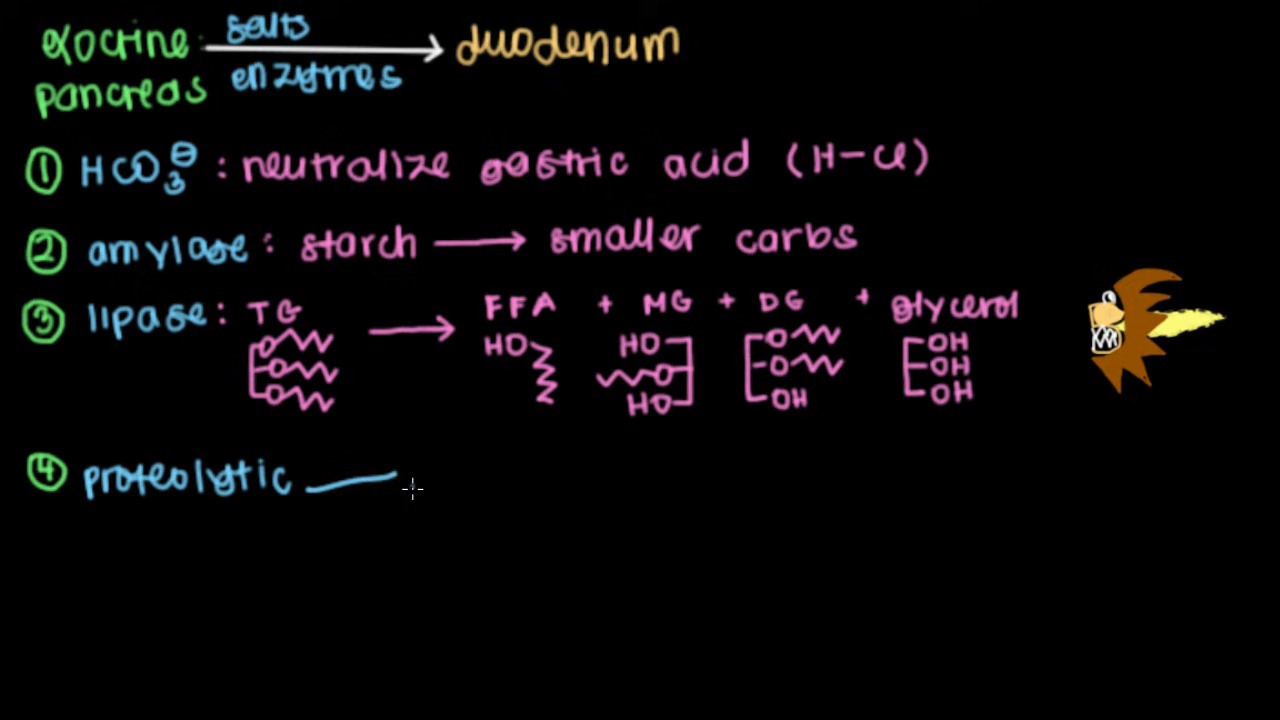 exocrine salts duodenum
pancreas enzymes
① HCO₃⊖ : neutralize gastric acid (H-Cl)
② amylase : starch → smaller carbs
③ lipase : TG → FFA + MG + DG + glycerol
O HO HO O OH
O O O OH
O HO OH OH
④ proteolytic